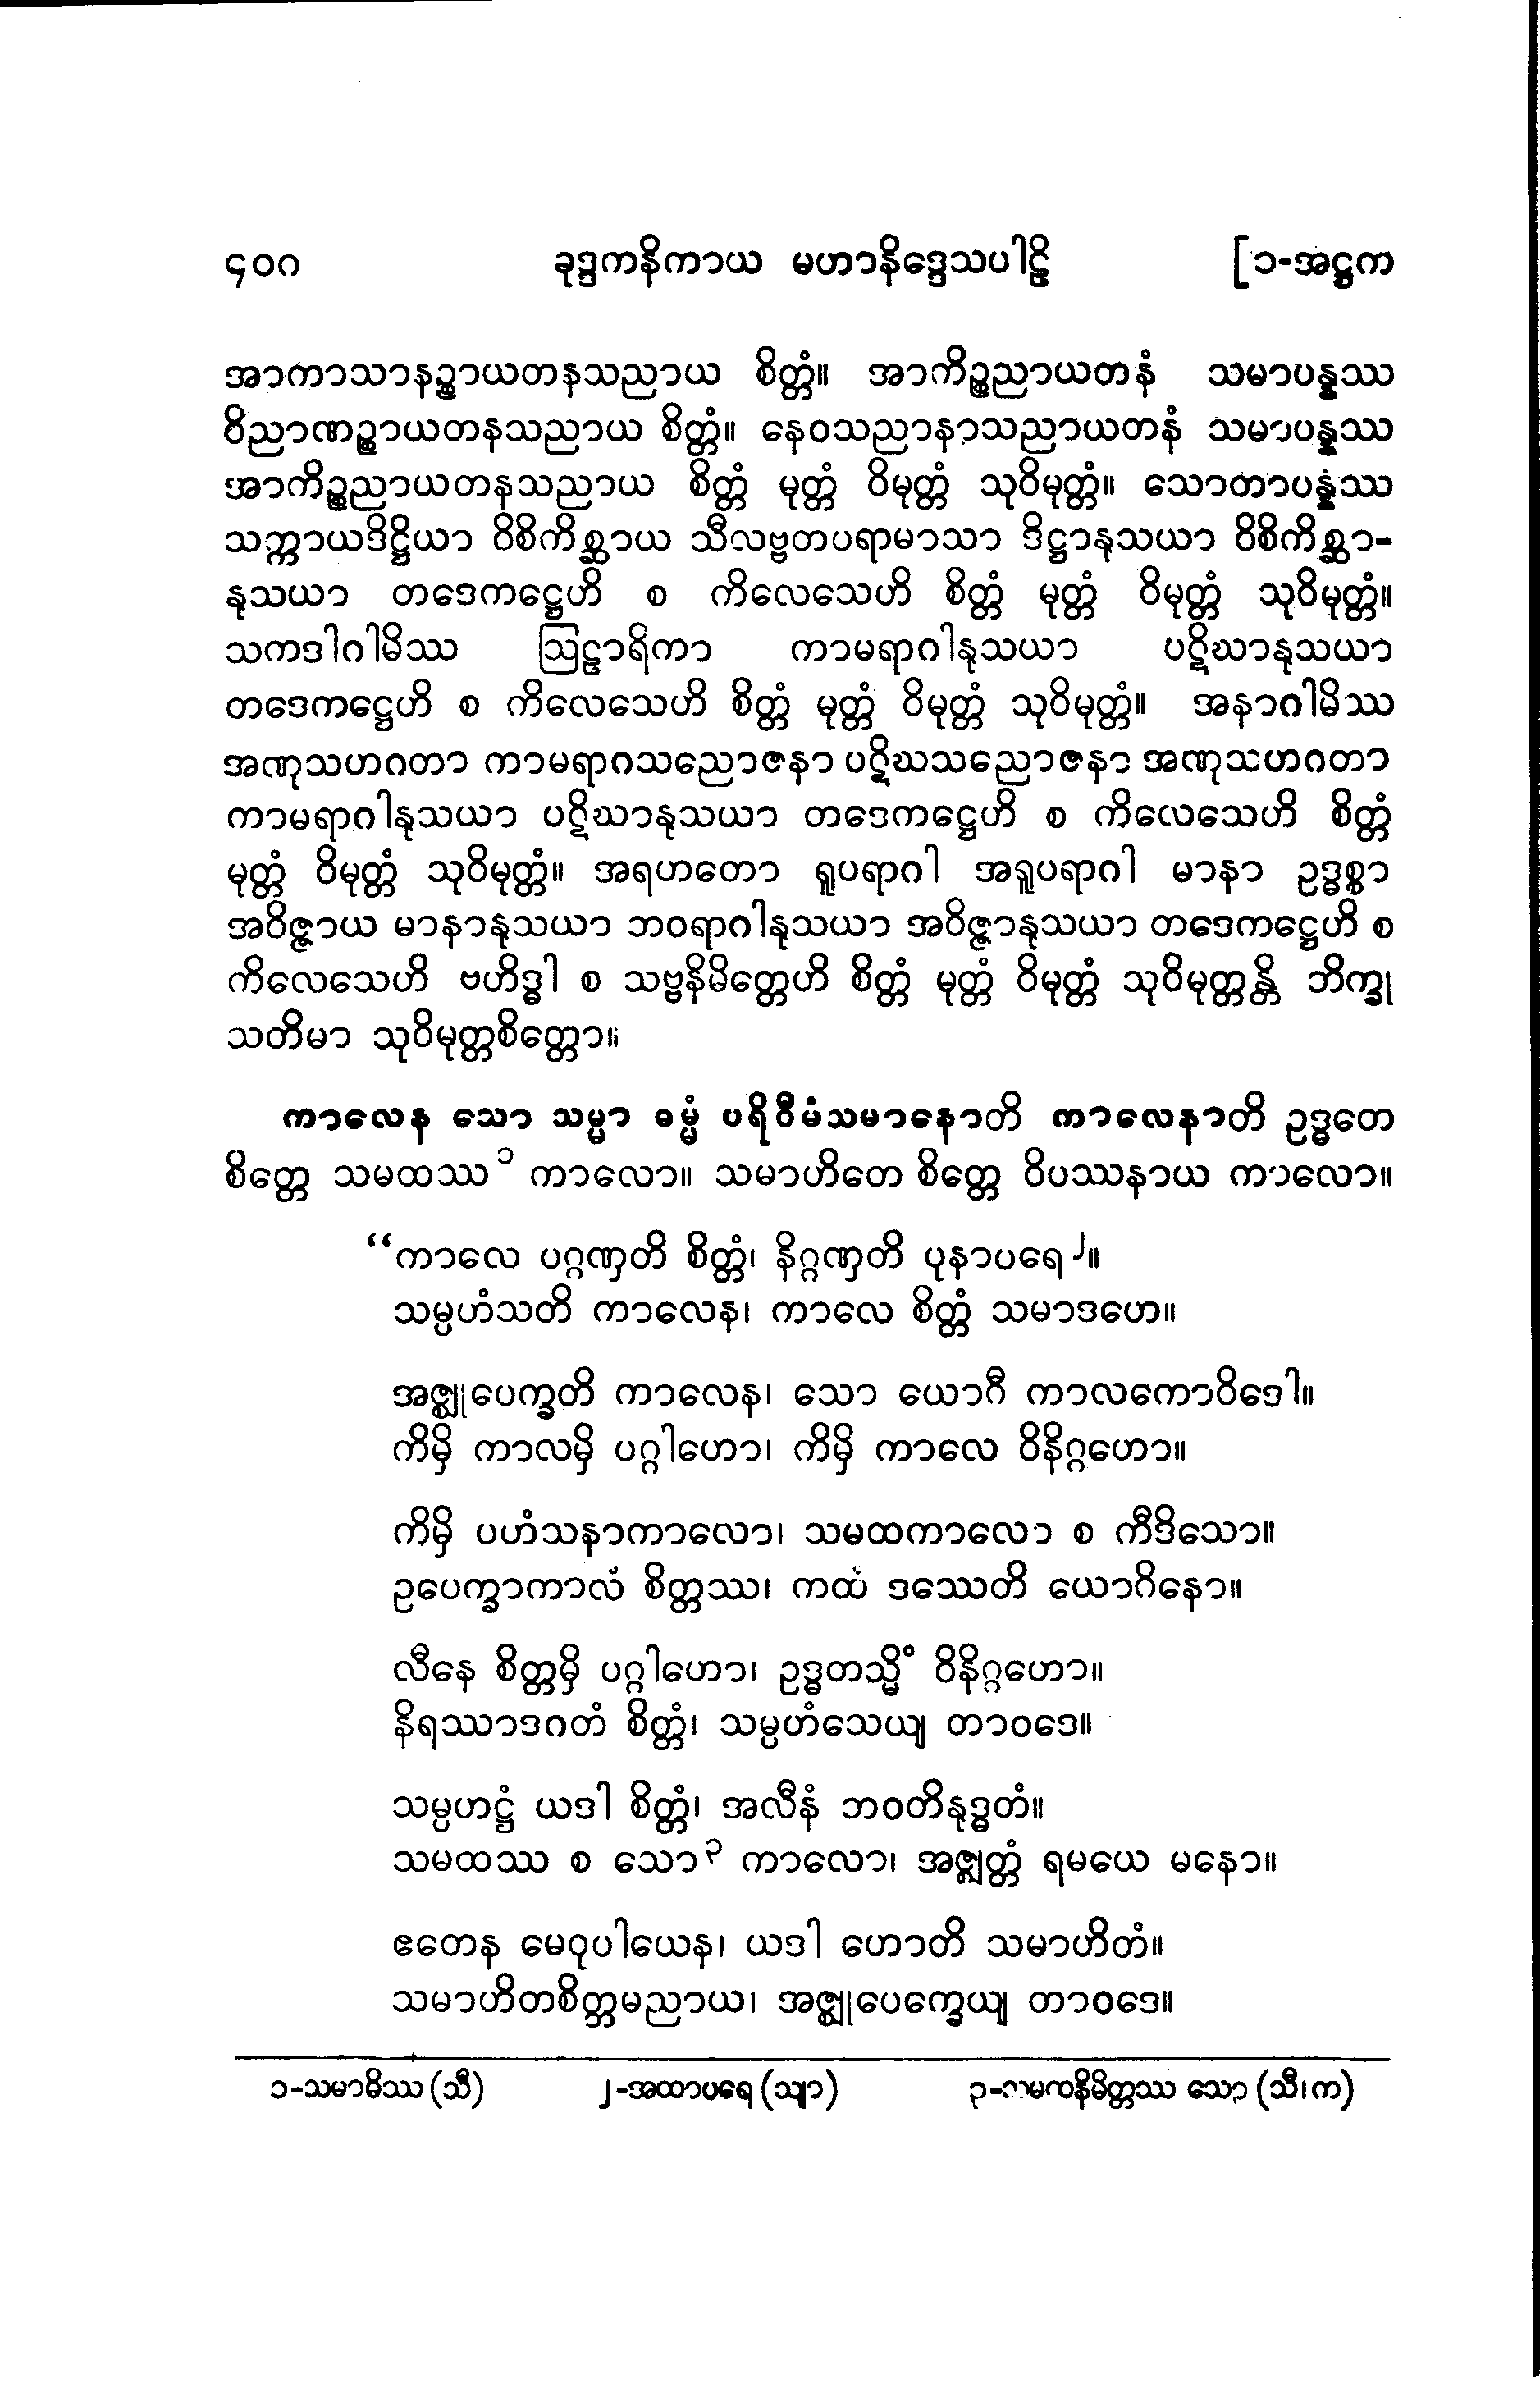 ၄၀ဂ ခုဒ္ဒကနိကာယ မဟာနိဒ္ဒေသပါဠိ [၁-အဋ္ဌက
အာကာသာနဉ္စာယတနသညာယ စိတ္တံ။ အာကိဉ္စညာယတနံ သမာပန္နဿ
ဝိညာဏဉ္စာယတနသညာယ စိတ္တံ။ နေဝသညာနာသညာယတနံ သမာပန္နဿ
အာကိဉ္စညာယတနသညာယ စိတ္တံ မုတ္တံ ဝိမုတ္တံ သုဝိမုတ္တံ။ သောတာပန္နဿ
သက္ကာယဒိဋ္ဌိယာ ဝိစိကိစ္ဆာယ သီလဗ္ဗတပရာမာသာ ဒိဋ္ဌာနုသယာ ဝိစိကိစ္ဆာ-
နုသယာ တဒေကဋ္ဌေဟိ စ ကိလေသေဟိ စိတ္တံ မုတ္တံ ဝိမုတ္တံ သုဝိမုတ္တံ။
သကဒါဂါမိဿ ဩဠာရိကာ ကာမရာဂါနုသယာ ပဋိဃာနုသယာ
တဒေကဋ္ဌေဟိ စ ကိလေသေဟိ စိတ္တံ မုတ္တံ ဝိမုတ္တံ သုဝိမုတ္တံ။ အနာဂါမိဿ
အဏုသဟဂတာ ကာမရာဂသညောဇနာ ပဋိဃသညောဇနာ အဏုသဟဂတာ
ကာမရာဂါနုသယာ ပဋိဃာနုသယာ တဒေကဋ္ဌေဟိ စ ကိလေသေဟိ စိတ္တံ
မုတ္တံ ဝိမုတ္တံ သုဝိမုတ္တံ။ အရဟတော ရူပရာဂါ အရူပရာဂါ မာနာ ဥဒ္ဓစ္စာ
အဝိဇ္ဇာယ မာနာနုသယာ ဘဝရာဂါနုသယာ အဝိဇ္ဇာနုသယာ တဒေကဋ္ဌေဟိ စ
ကိလေသေဟိ ဗဟိဒ္ဓါ စ သဗ္ဗနိမိတ္တေဟိ စိတ္တံ မုတ္တံ ဝိမုတ္တံ သုဝိမုတ္တန္တိ ဘိက္ခု
သတိမာ သုဝိမုတ္တစိတ္တော။
ကာလေန သော သမ္မာ ဓမ္မံ ပရိဝီမံသမာနောတိ ကာလေနာတိ ဥဒ္ဓတေ
စိတ္တေ သမထဿ ၁ ကာလော။ သမာဟိတေ စိတ္တေ ဝိပဿနာယ ကာလော။
“ကာလေ ပဂ္ဂဏှတိ စိတ္တံ၊ နိဂ္ဂဏှတိ ပုနာပရေ ၂။
သမ္ပဟံသတိ ကာလေန၊ ကာလေ စိတ္တံ သမာဒဟေ။
အဇ္ဈုပေက္ခတိ ကာလေန၊ သော ယောဂီ ကာလကောဝိဒေါ။
ကိမှိ ကာလမှိ ပဂ္ဂါဟော၊ ကိမှိ ကာလေ ဝိနိဂ္ဂဟော။
ကိမှိ ပဟံသနာကာလော၊ သမထကာလော စ ကီဒိသော။
ဥပေက္ခာကာလံ စိတ္တဿ၊ ကထံ ဒဿေတိ ယောဂိနော။
လီနေ စိတ္တမှိ ပဂ္ဂါဟော၊ ဥဒ္ဓတသ္မိံ ဝိနိဂ္ဂဟော။
နိရဿာဒဂတံ စိတ္တံ၊ သမ္ပဟံသေယျ တာဝဒေ။
သမ္ပဟဋ္ဌံ ယဒါ စိတ္တံ၊ အလီနံ ဘဝတိနုဒ္ဓတံ။
သမထဿ စ သော ၃ ကာလော၊ အဇ္ဈတ္တံ ရမယေ မနော။
ဧတေန မေဝုပါယေန၊ ယဒါ ဟောတိ သမာဟိတံ။
သမာဟိတစိတ္တမညာယ၊ အဇ္ဈုပေက္ခေယျ တာဝဒေ။
၁-သမာဓိဿ (သီ) ၂-အထာပရေ (သျာ) ၃-သမထနိမိတ္တဿ သော (သီ၊က)